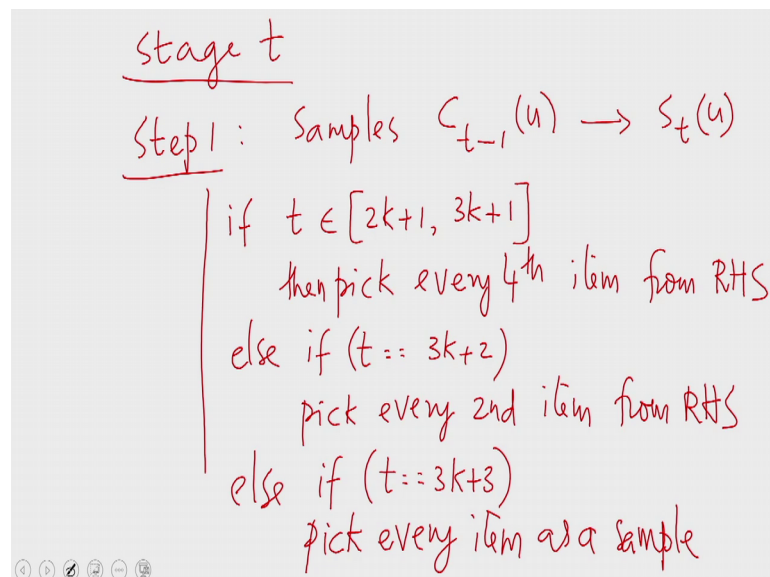 stage t
Step 1: Samples C_{t-1}(u) → S_t(u)
if t ∈ [2k+1, 3k+1]
then pick every 4th item from RHS
else if (t == 3k+2)
pick every 2nd item from RHS
else if (t == 3k+3)
pick every item as a sample